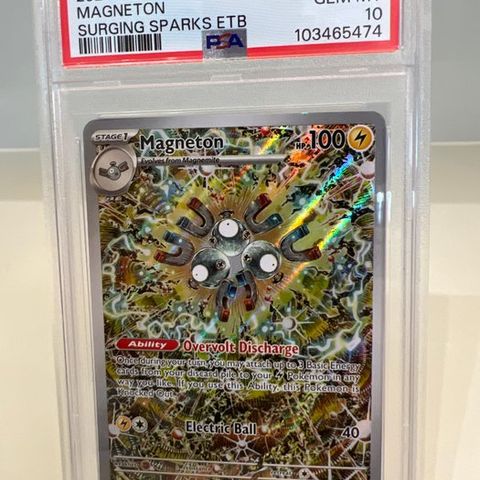 MAGNETON
10
SURGING SPARKS ETB
PSA
103465474
STAGE 1
Magneton
HP 100
Evolves from Magnemite
Ability Overvolt Discharge
Once during your turn, you may attach up to 3 Basic Energy
cards from your discard pile to your Pokémon in any
way you like. If you use this Ability, this Pokémon is
Knocked Out.
Electric Ball 40
retreat